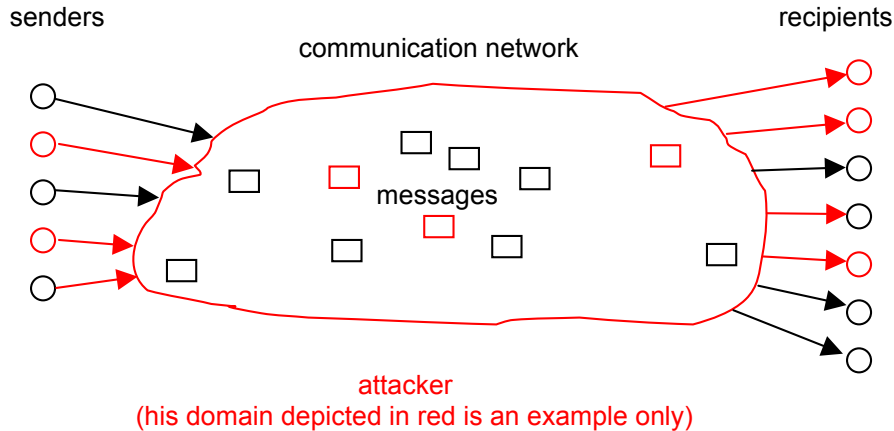 senders
recipients
communication network
messages
attacker
(his domain depicted in red is an example only)